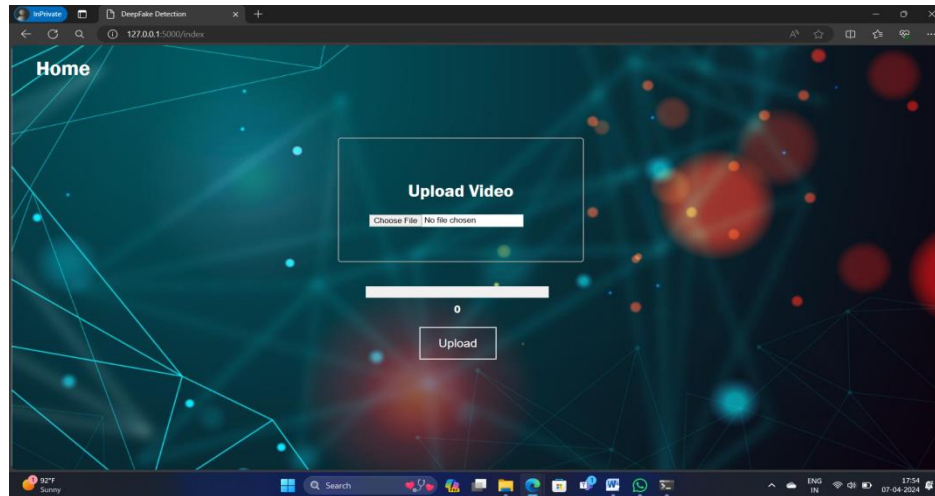 InPrivate
DeepFake Detection
127.0.0.1:5000/index
Home
Upload Video
Choose File No file chosen
0
Upload
92°F
Sunny
Search
ENG
IN
17:54
07-04-2024